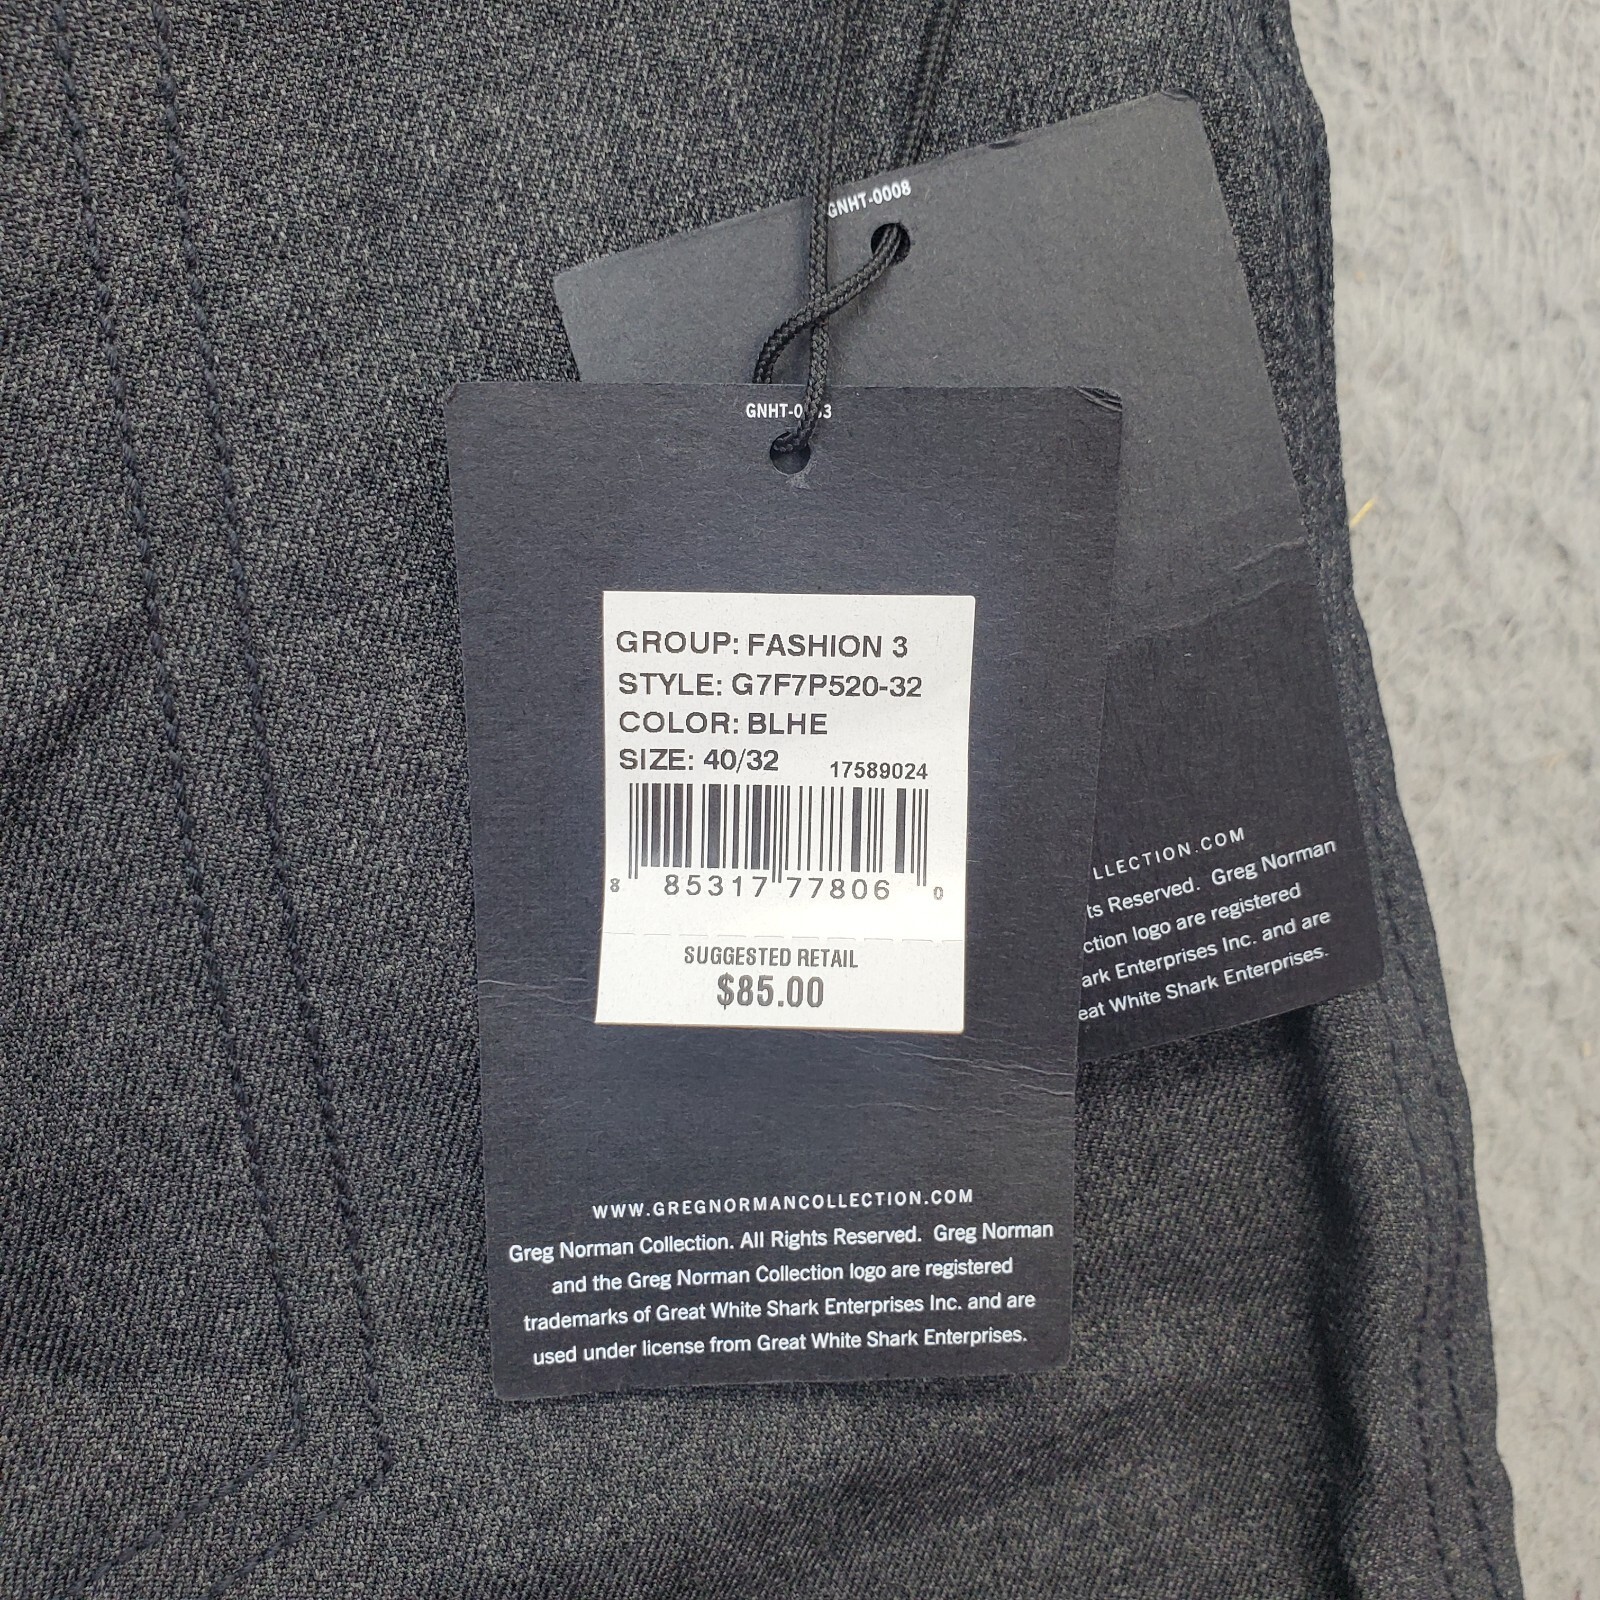 GNHT-0008
GNHT-0
3
GROUP: FASHION 3
STYLE: G7F7P520-32
COLOR: BLHE
SIZE: 40/32
17589024
8 85317 77806 0
SUGGESTED RETAIL
$85.00
WWW.GREGNORMANCOLLECTION.COM
Greg Norman Collection. All Rights Reserved. Greg Norman
and the Greg Norman Collection logo are registered
trademarks of Great White Shark Enterprises Inc. and are
used under license from Great White Shark Enterprises.
LLECTION.COM
ts Reserved. Greg Norman
ction logo are registered
ark Enterprises Inc. and are
eat White Shark Enterprises.